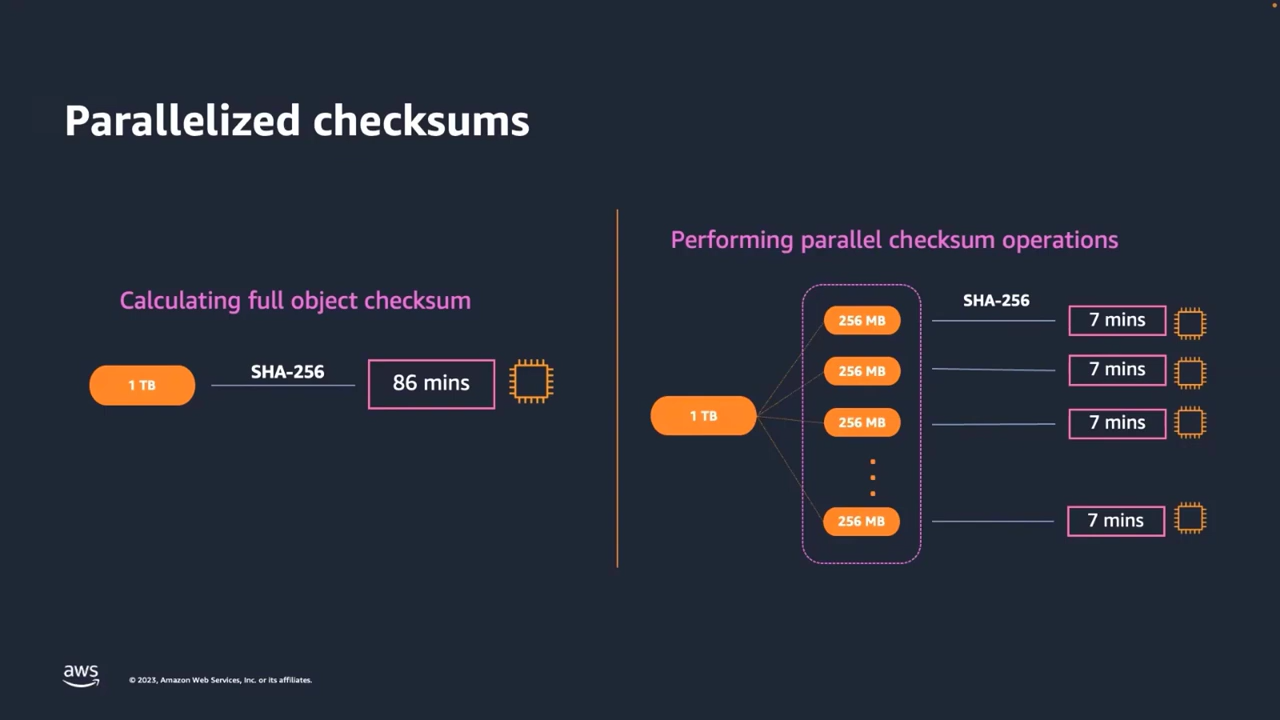 Parallelized checksums
Calculating full object checksum
1 TB
SHA-256
86 mins
Performing parallel checksum operations
1 TB
SHA-256
256 MB
7 mins
256 MB
7 mins
256 MB
7 mins
256 MB
7 mins
aws
© 2023, Amazon Web Services, Inc. or its affiliates.